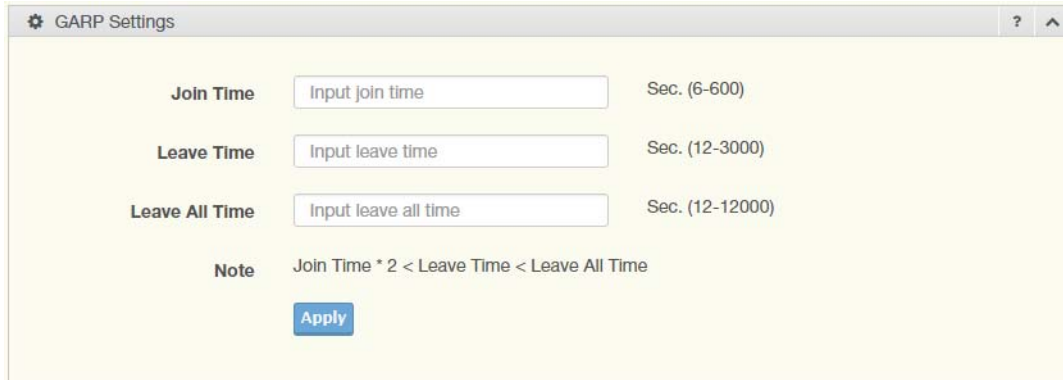 GARP Settings ?
Join Time Input join time Sec. (6-600)
Leave Time Input leave time Sec. (12-3000)
Leave All Time Input leave all time Sec. (12-12000)
Note Join Time * 2 < Leave Time < Leave All Time
Apply